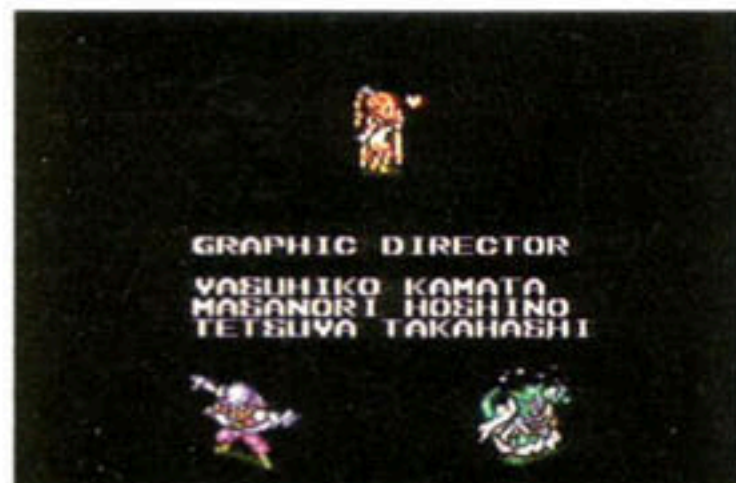 GRAPHIC DIRECTOR
YASUHIKO KAMATA
MASANORI HOSHINO
TETSUYA TAKAHASHI